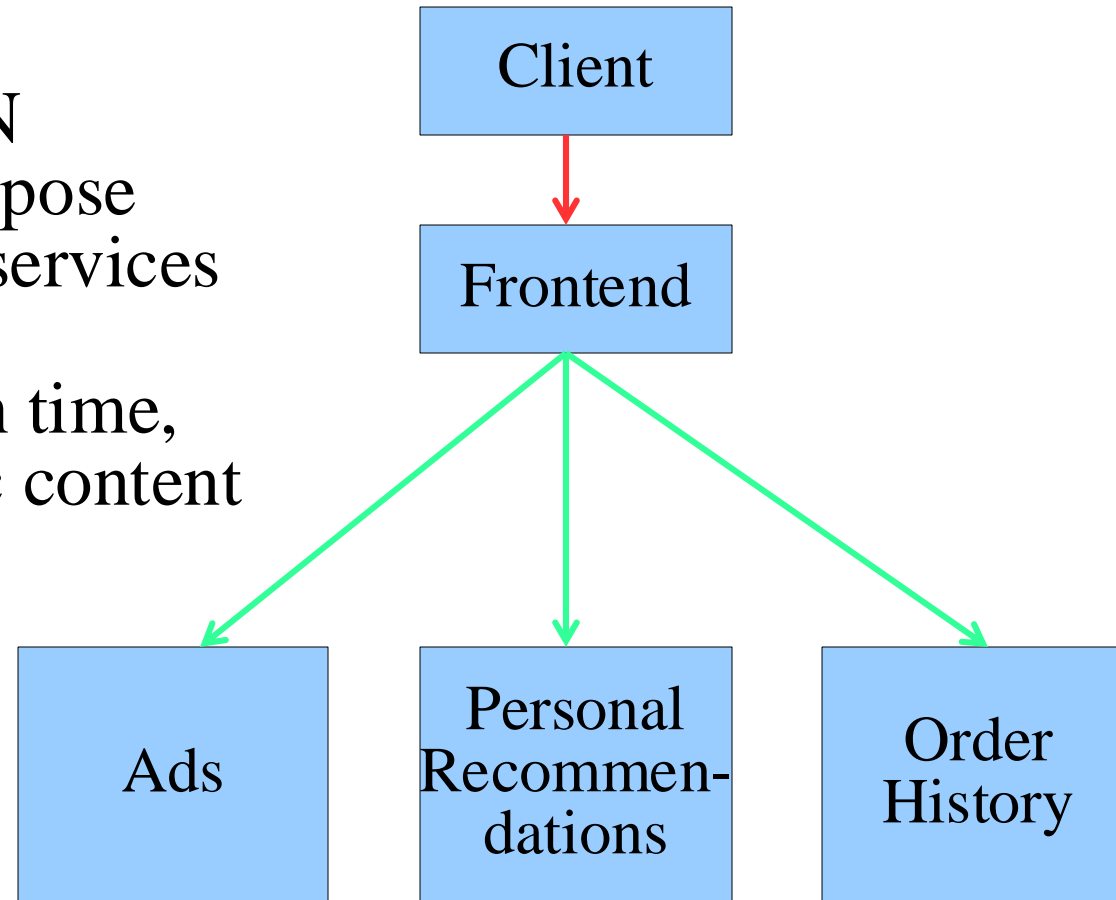 N
pose
services
time,
content
Client
Frontend
Ads
Personal
Recommen-
dations
Order
History